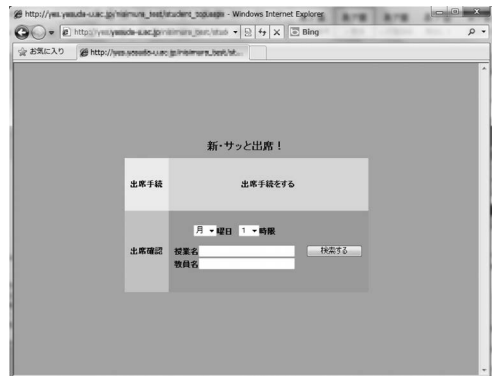 - Windows Internet Explorer
Bing
お気に入り
新・サッと出席!
出席手続
出席手続をする
月 曜日 1 時限
出席確認
授業名
検索する
教員名